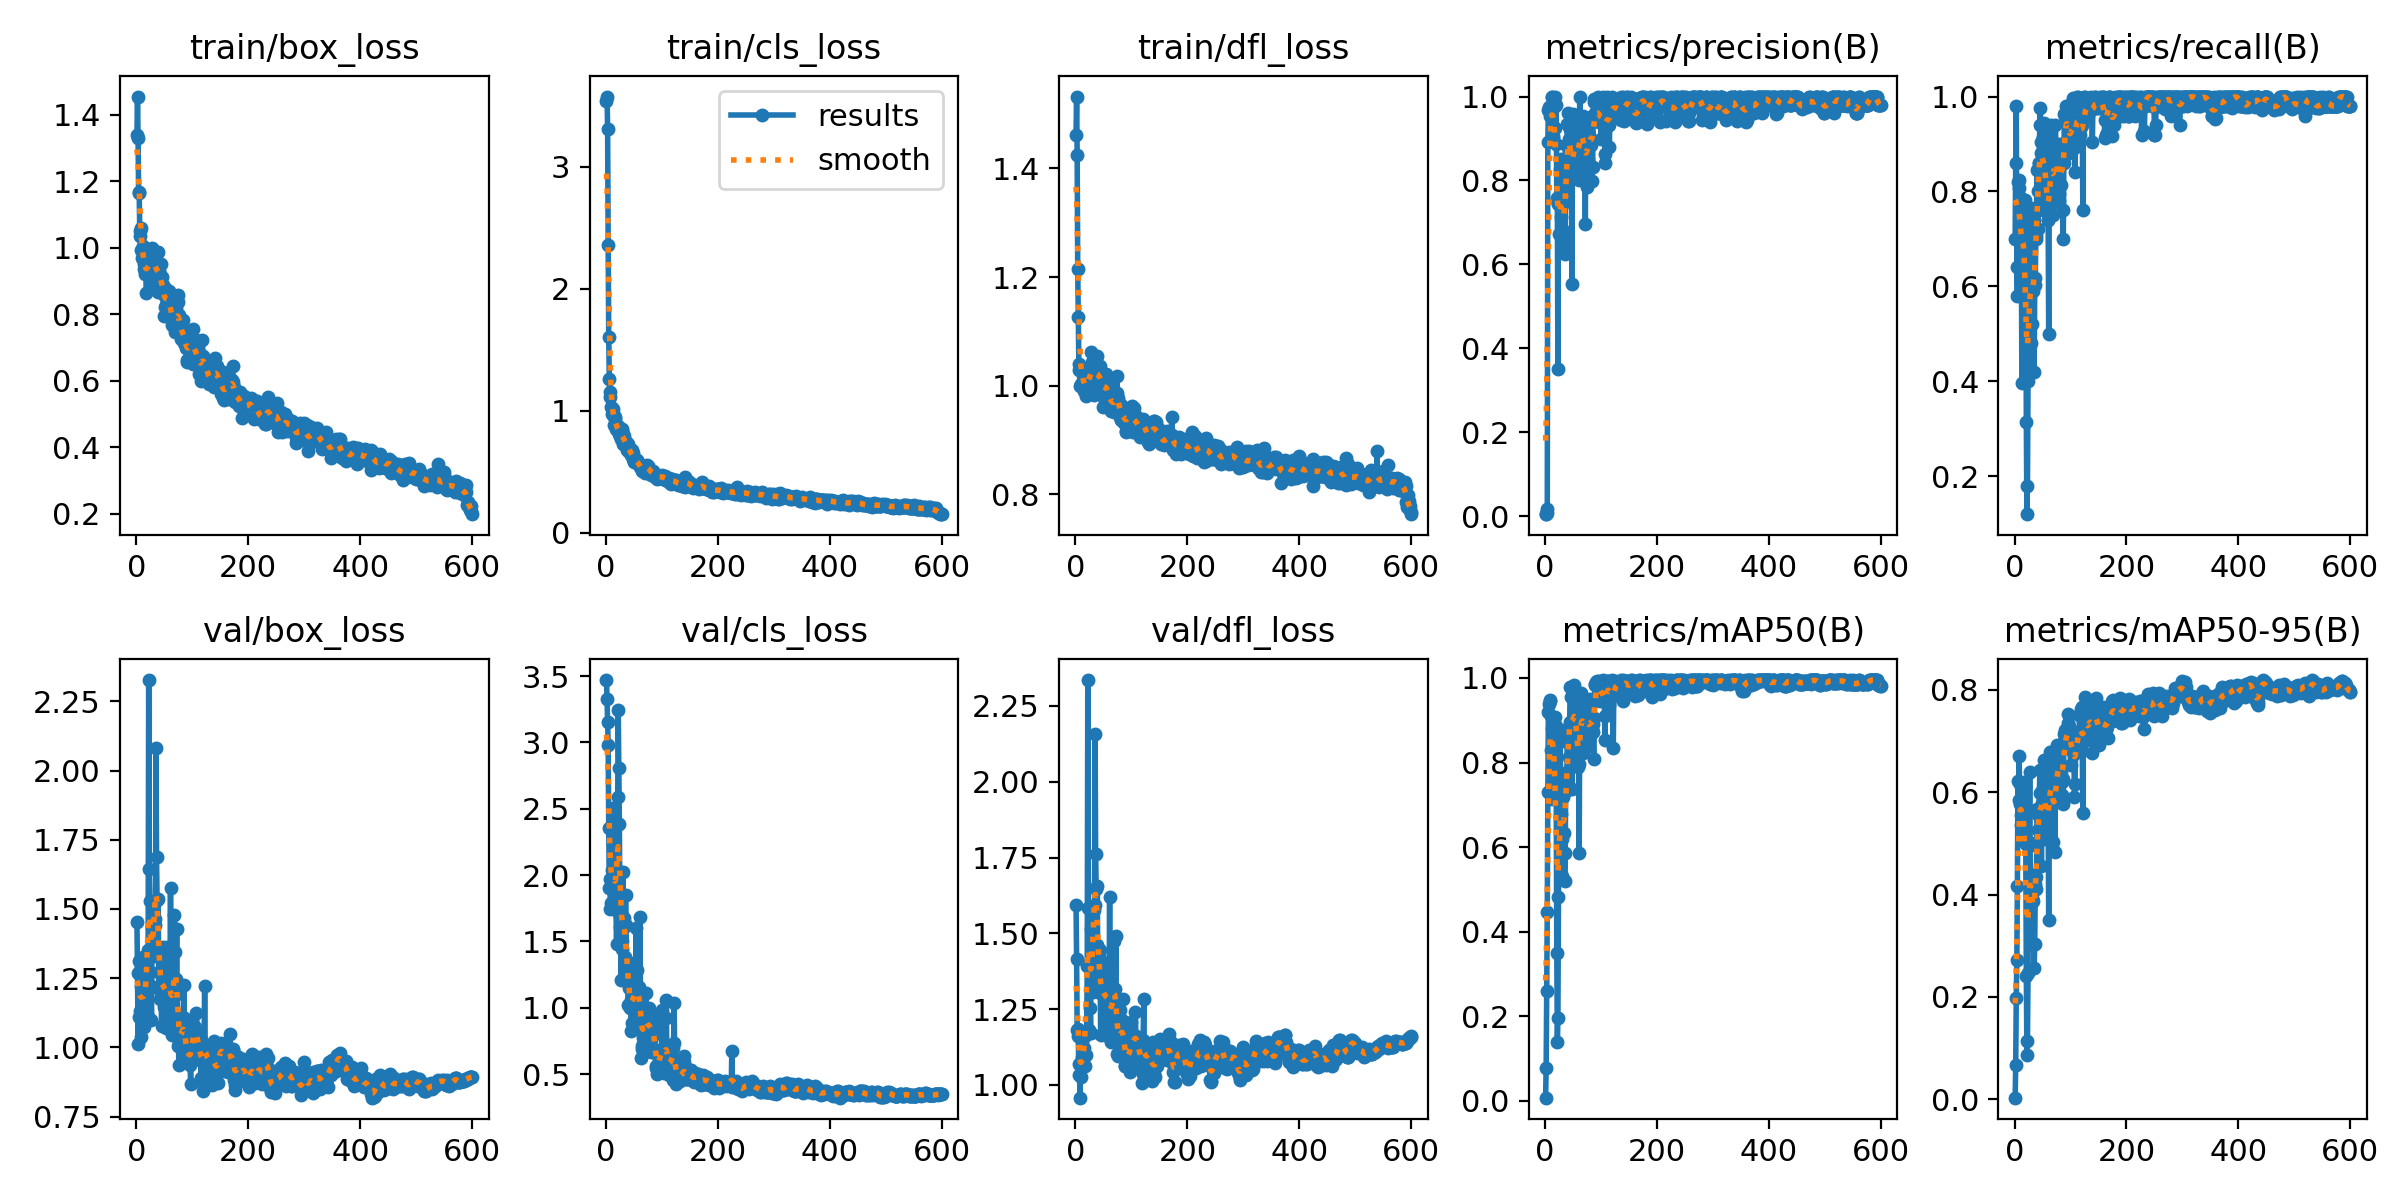 train/box_loss
train/cls_loss
train/dfl_loss
metrics/precision(B)
metrics/recall(B)
1.4
1.2
1.0
0.8
0.6
0.4
0.2
0 200 400 600
results
smooth
3
2
1
0
0 200 400 600
1.4
1.2
1.0
0.8
0 200 400 600
1.0
0.8
0.6
0.4
0.2
0.0
0 200 400 600
1.0
0.8
0.6
0.4
0.2
0 200 400 600
val/box_loss
val/cls_loss
val/dfl_loss
metrics/mAP50(B)
metrics/mAP50-95(B)
2.25
2.00
1.75
1.50
1.25
1.00
0.75
0 200 400 600
3.5
3.0
2.5
2.0
1.5
1.0
0.5
0 200 400 600
2.25
2.00
1.75
1.50
1.25
1.00
0 200 400 600
1.0
0.8
0.6
0.4
0.2
0.0
0 200 400 600
0.8
0.6
0.4
0.2
0.0
0 200 400 600